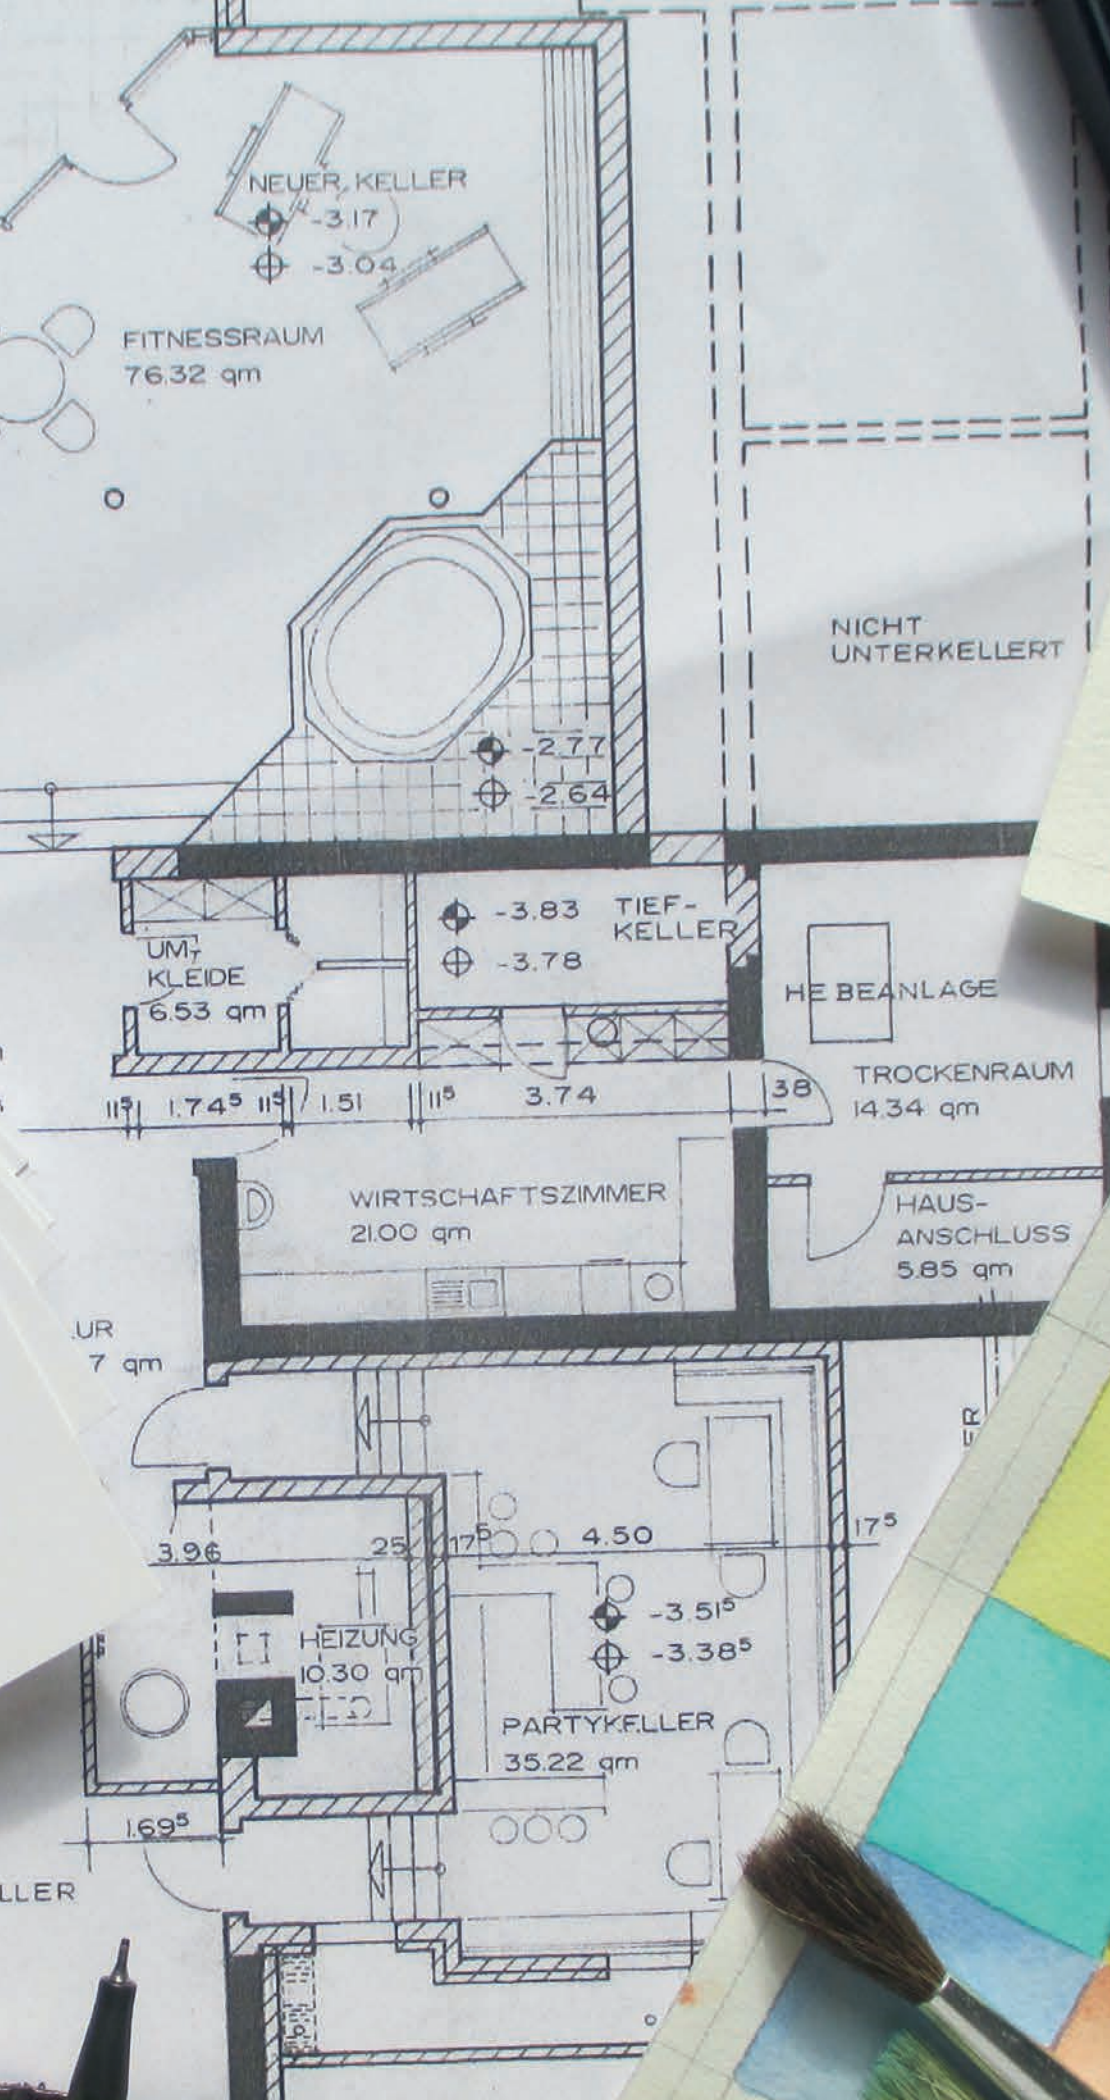 NEUER KELLER
-3.17
-3.04
FITNESSRAUM
76.32 qm
NICHT
UNTERKELLERT
-2.77
-2.64
-3.83
-3.78
TIEF-
KELLER
UM-
KLEIDE
6.53 qm
HEBEANLAGE
TROCKENRAUM
14.34 qm
11⁵ 1.74⁵ 11⁵ 1.51 11⁵ 3.74 38
WIRTSCHAFTSZIMMER
21.00 qm
HAUS-
ANSCHLUSS
5.85 qm
UR
7 qm
ER
3.96 25 17⁵ 4.50 17⁵
-3.51⁵
-3.38⁵
HEIZUNG
10.30 qm
PARTYKELLER
35.22 qm
1.69⁵
LLER